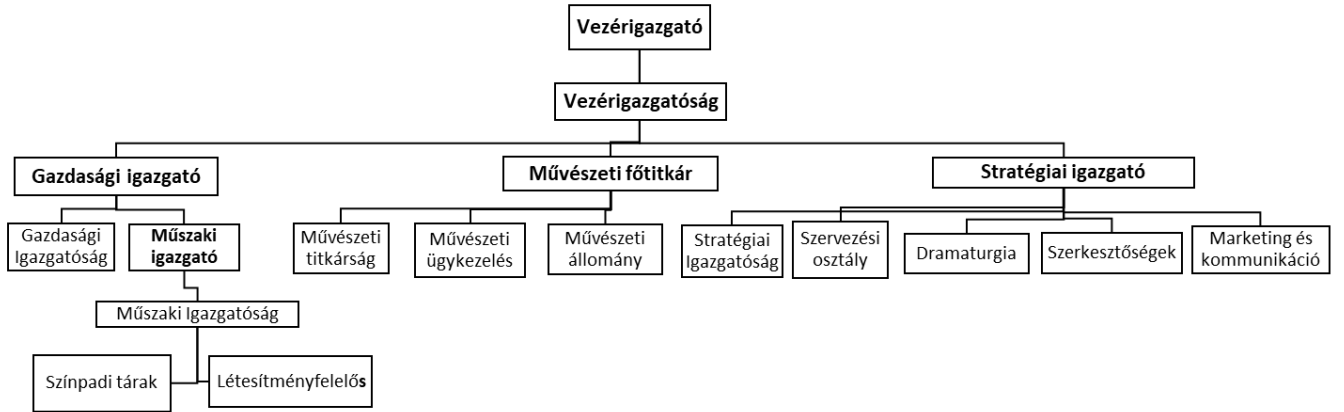 Vezérigazgató
Vezérigazgatóság
Gazdasági igazgató
Művészeti főtitkár
Stratégiai igazgató
Gazdasági
Igazgatóság
Műszaki
igazgató
Művészeti
titkárság
Művészeti
ügykezelés
Művészeti
állomány
Stratégiai
Igazgatóság
Szervezési
osztály
Dramaturgia
Szerkesztőségek
Marketing és
kommunikáció
Műszaki Igazgatóság
Színpadi tárak
Létesítményfelelős